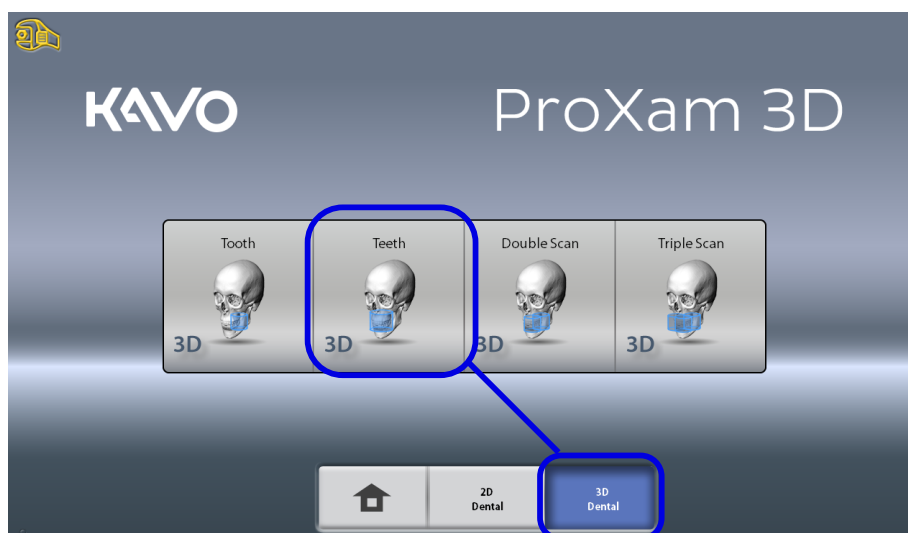 KAVO
ProXam 3D
Tooth
Teeth
Double Scan
Triple Scan
3D
3D
3D
3D
2D
Dental
3D
Dental